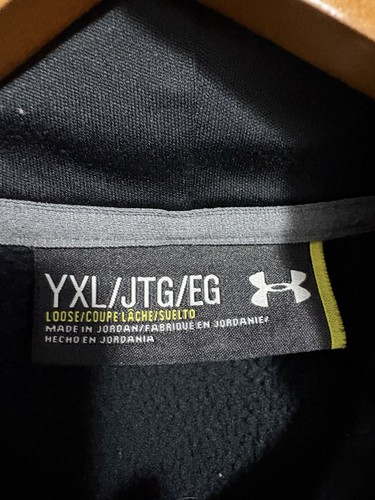 YXL/JTG/EG
LOOSE/COUPE LÂCHE/SUELTO
MADE IN JORDAN/FABRIQUÉ EN JORDANIE/
HECHO EN JORDANIA